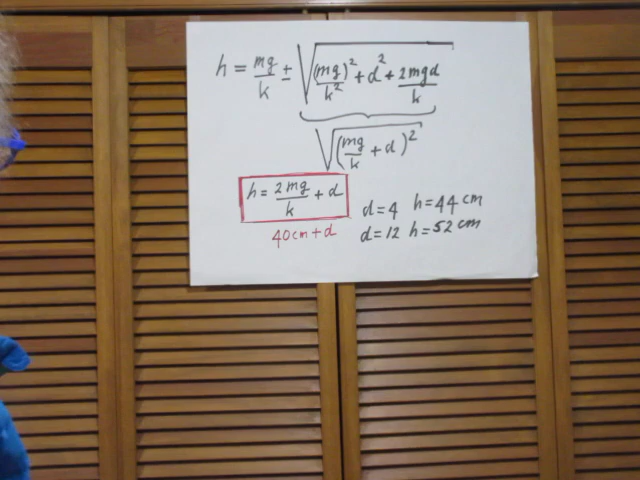 h = mg/k ± √((mg)²/k² + d² + 2mgd/k)
√(mg/k + d)²
h = 2mg/k + d
40cm + d
d=4 h=44 cm
d=12 h=52 cm